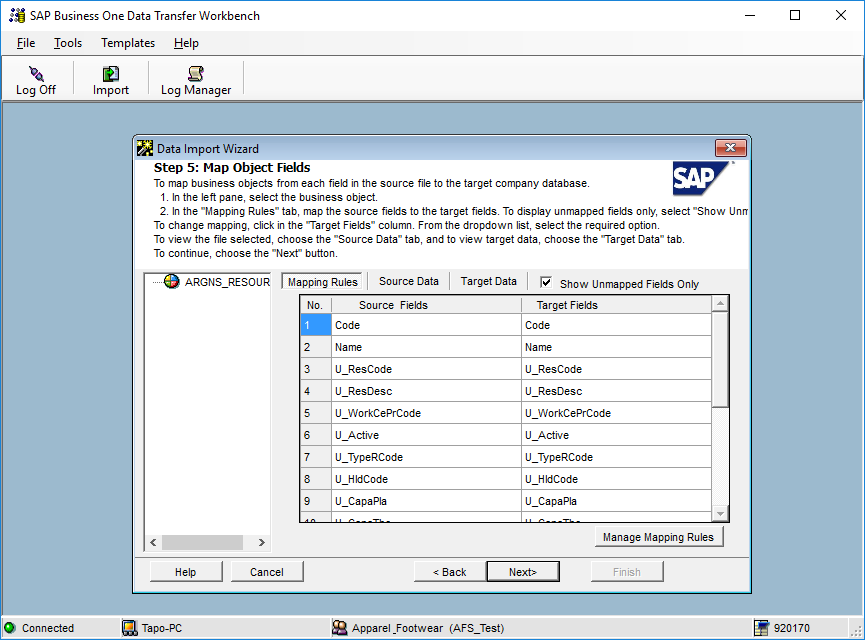 SAP Business One Data Transfer Workbench
File Tools Templates Help
Log Off Import Log Manager
Data Import Wizard
Step 5: Map Object Fields
SAP
To map business objects from each field in the source file to the target company database.
1. In the left pane, select the business object.
2. In the "Mapping Rules" tab, map the source fields to the target fields. To display unmapped fields only, select "Show Unm
To change mapping, click in the "Target Fields" column. From the dropdown list, select the required option.
To view the file selected, choose the "Source Data" tab, and to view target data, choose the "Target Data" tab.
To continue, choose the "Next" button.
ARGNS_RESOUR
Mapping Rules Source Data Target Data Show Unmapped Fields Only
No. Source Fields Target Fields
1 Code Code
2 Name Name
3 U_ResCode U_ResCode
4 U_ResDesc U_ResDesc
5 U_WorkCePrCode U_WorkCePrCode
6 U_Active U_Active
7 U_TypeRCode U_TypeRCode
8 U_HldCode U_HldCode
9 U_CapaPla U_CapaPla
Manage Mapping Rules
Help Cancel < Back Next> Finish
Connected Tapo-PC Apparel_Footwear (AFS_Test) 920170